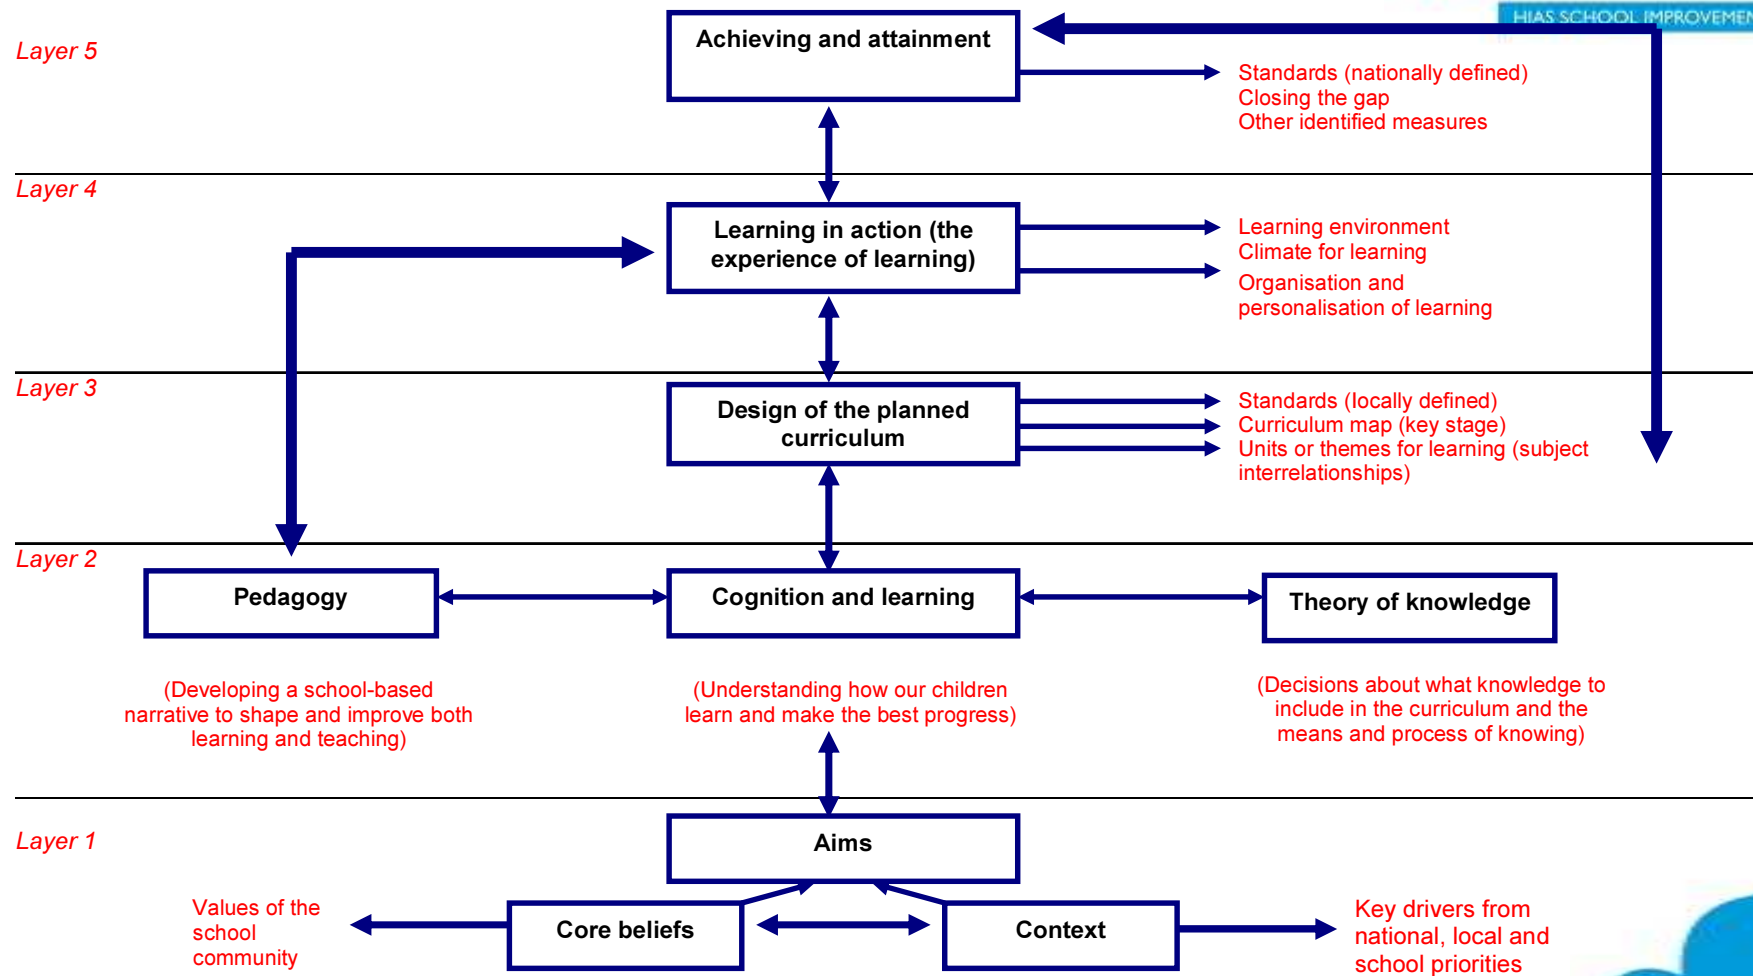 HIAS SCHOOL IMPROVEMEN
Layer 5
Achieving and attainment
Standards (nationally defined)
Closing the gap
Other identified measures
Layer 4
Learning in action (the
experience of learning)
Learning environment
Climate for learning
Organisation and
personalisation of learning
Layer 3
Design of the planned
curriculum
Standards (locally defined)
Curriculum map (key stage)
Units or themes for learning (subject
interrelationships)
Layer 2
Pedagogy
Cognition and learning
Theory of knowledge
(Developing a school-based
narrative to shape and improve both
learning and teaching)
(Understanding how our children
learn and make the best progress)
(Decisions about what knowledge to
include in the curriculum and the
means and process of knowing)
Layer 1
Aims
Values of the
school
community
Core beliefs
Context
Key drivers from
national, local and
school priorities